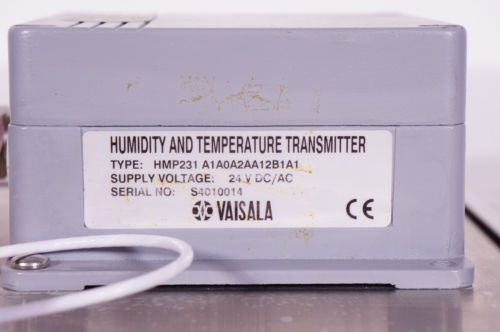 HUMIDITY AND TEMPERATURE TRANSMITTER
TYPE: HMP231 A1A0A2AA12B1A1
SUPPLY VOLTAGE: 24 V DC/AC
SERIAL NO: S4010014
VAISALA CE